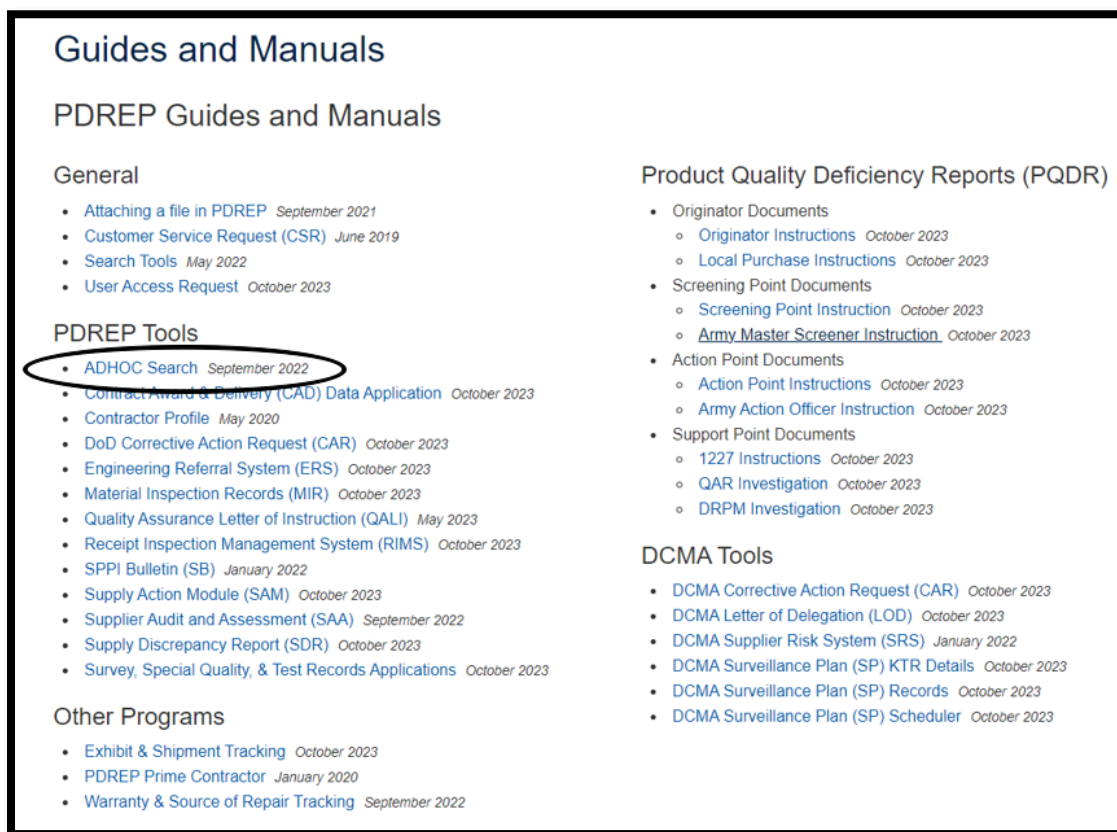 Guides and Manuals
PDREP Guides and Manuals
General
Attaching a file in PDREP September 2021
Customer Service Request (CSR) June 2019
Search Tools May 2022
User Access Request October 2023
PDREP Tools
ADHOC Search September 2022
Contract Award & Delivery (CAD) Data Application October 2023
Contractor Profile May 2020
DoD Corrective Action Request (CAR) October 2023
Engineering Referral System (ERS) October 2023
Material Inspection Records (MIR) October 2023
Quality Assurance Letter of Instruction (QALI) May 2023
Receipt Inspection Management System (RIMS) October 2023
SPPI Bulletin (SB) January 2022
Supply Action Module (SAM) October 2023
Supplier Audit and Assessment (SAA) September 2022
Supply Discrepancy Report (SDR) October 2023
Survey, Special Quality, & Test Records Applications October 2023
Other Programs
Exhibit & Shipment Tracking October 2023
PDREP Prime Contractor January 2020
Warranty & Source of Repair Tracking September 2022
Product Quality Deficiency Reports (PQDR)
Originator Documents
Originator Instructions October 2023
Local Purchase Instructions October 2023
Screening Point Documents
Screening Point Instruction October 2023
Army Master Screener Instruction October 2023
Action Point Documents
Action Point Instructions October 2023
Army Action Officer Instruction October 2023
Support Point Documents
1227 Instructions October 2023
QAR Investigation October 2023
DRPM Investigation October 2023
DCMA Tools
DCMA Corrective Action Request (CAR) October 2023
DCMA Letter of Delegation (LOD) October 2023
DCMA Supplier Risk System (SRS) January 2022
DCMA Surveillance Plan (SP) KTR Details October 2023
DCMA Surveillance Plan (SP) Records October 2023
DCMA Surveillance Plan (SP) Scheduler October 2023